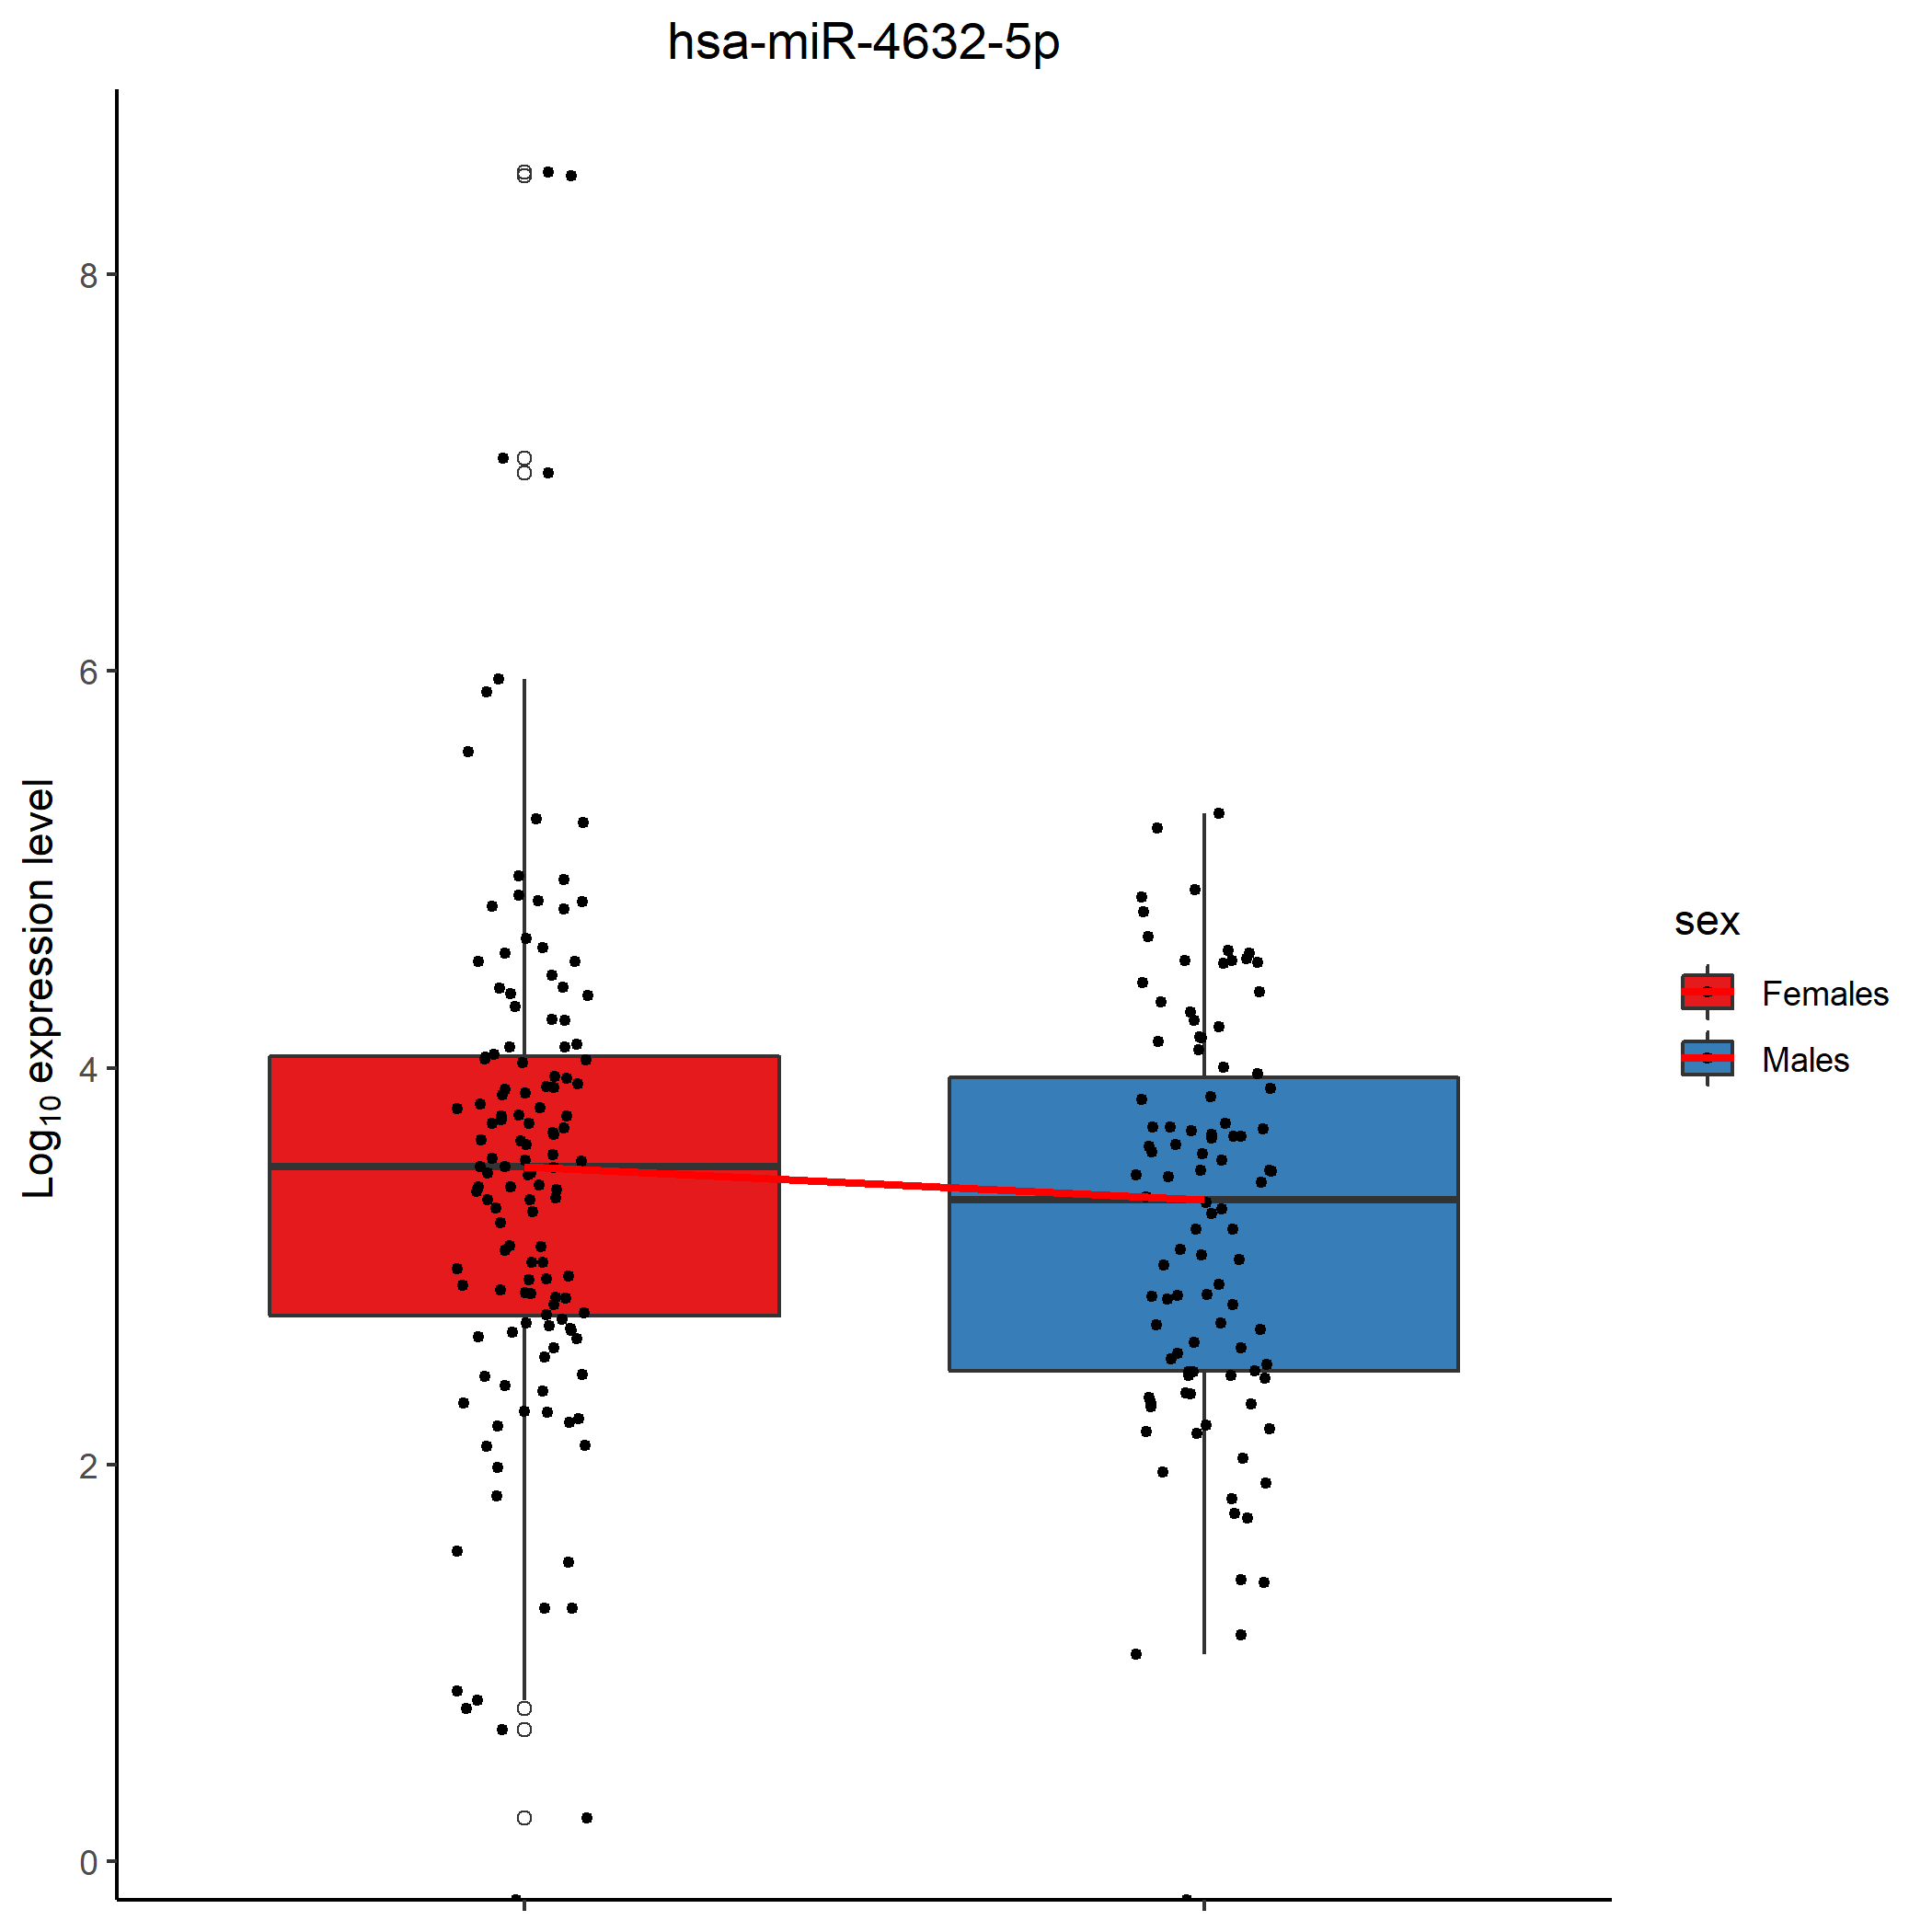 hsa-miR-4632-5p
Log₁₀ expression level
8
6
4
2
0
sex
Females
Males